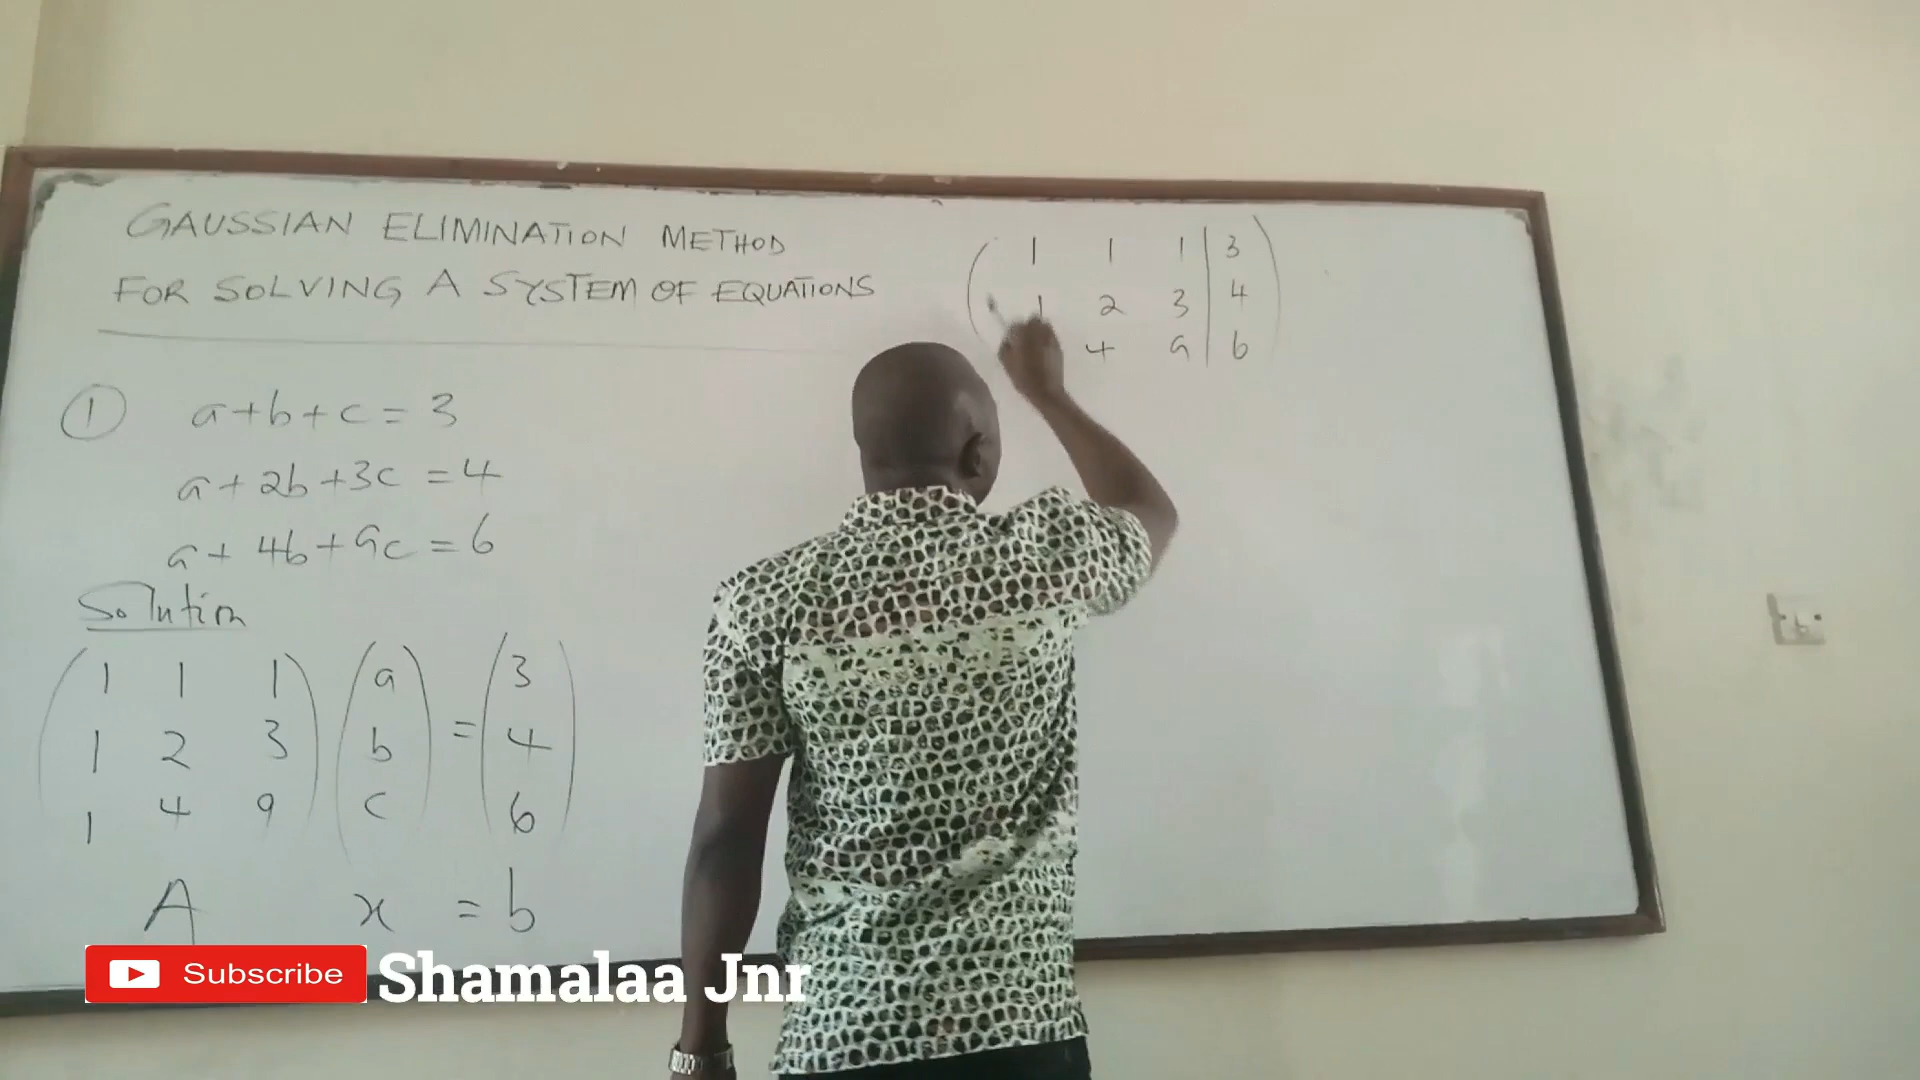 GAUSSIAN ELIMINATION METHOD
FOR SOLVING A SYSTEM OF EQUATIONS
① a+b+c = 3
a+2b+3c = 4
a+4b+9c = 6
Solution
1 1 1 a 3
1 2 3 b = 4
1 4 9 c 6
A x = b
1 1 1 | 3
1 2 3 | 4
4 9 | 6
Subscribe
Shamalaa Jnr